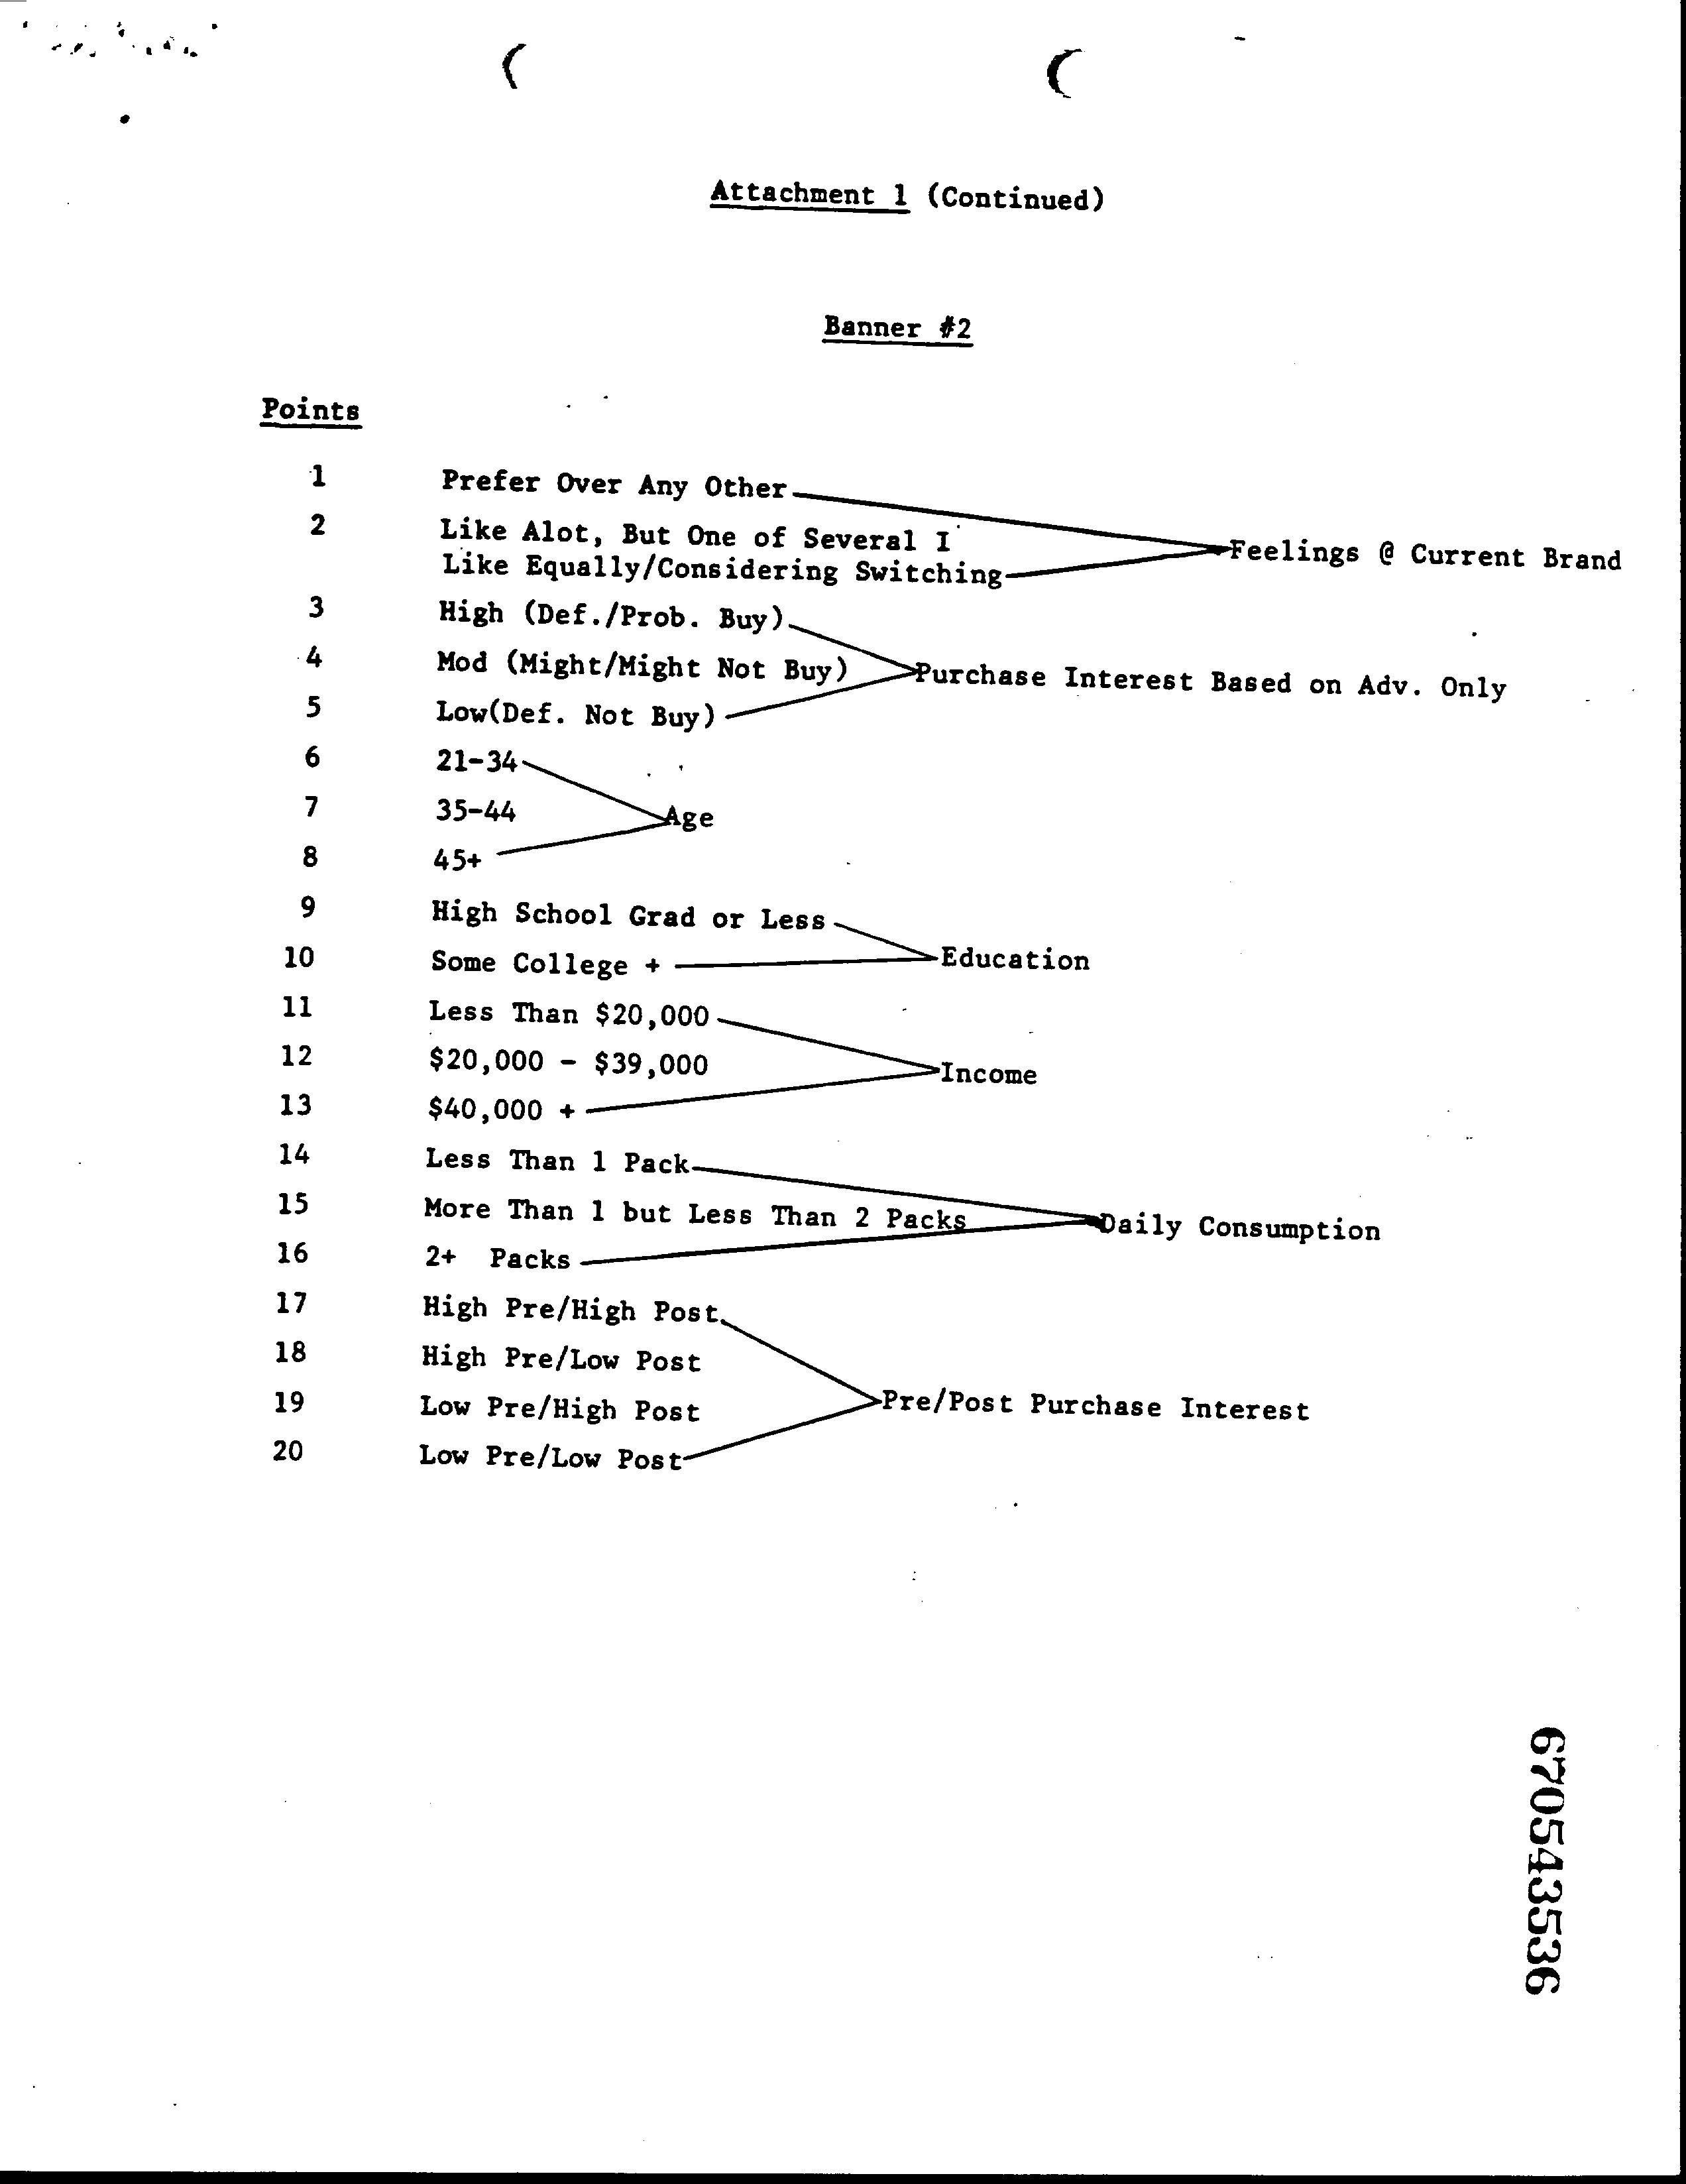 Attachment 1 (Continued)
Banner #2
Points
1 Prefer Over Any Other
2 Like Alot, But One of Several I
Like Equally/Considering Switching
Feelings @ Current Brand
3 High (Def./Prob. Buy)
4 Mod (Might/Might Not Buy)
Purchase Interest Based on Adv. Only
5 Low(Def. Not Buy)
6 21-34
7 35-44
Age
8 45+
9 High School Grad or Less
10 Some College +
Education
11 Less Than $20,000
12 $20,000 - $39,000
Income
13 $40,000 +
14 Less Than 1 Pack
15 More Than 1 but Less Than 2 Packs
Daily Consumption
16 2+ Packs
17 High Pre/High Post
18 High Pre/Low Post
Pre/Post Purchase Interest
19 Low Pre/High Post
20 Low Pre/Low Post
670543536